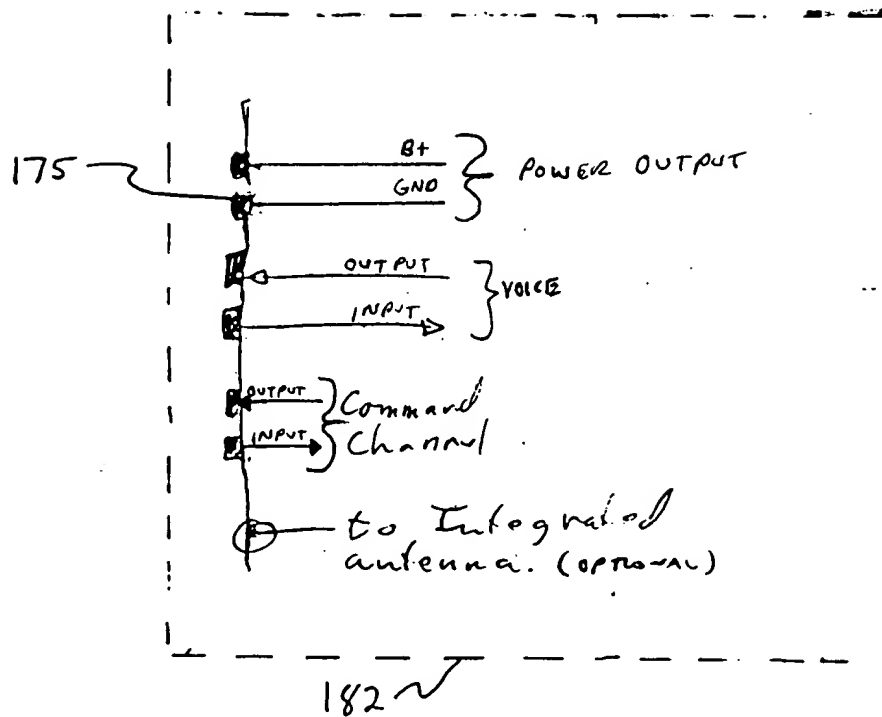 B+
175
POWER OUTPUT
GND
OUTPUT
VOICE
INPUT
OUTPUT
Command
Channel
INPUT
to Integrated
antenna. (OPTIONAL)
182